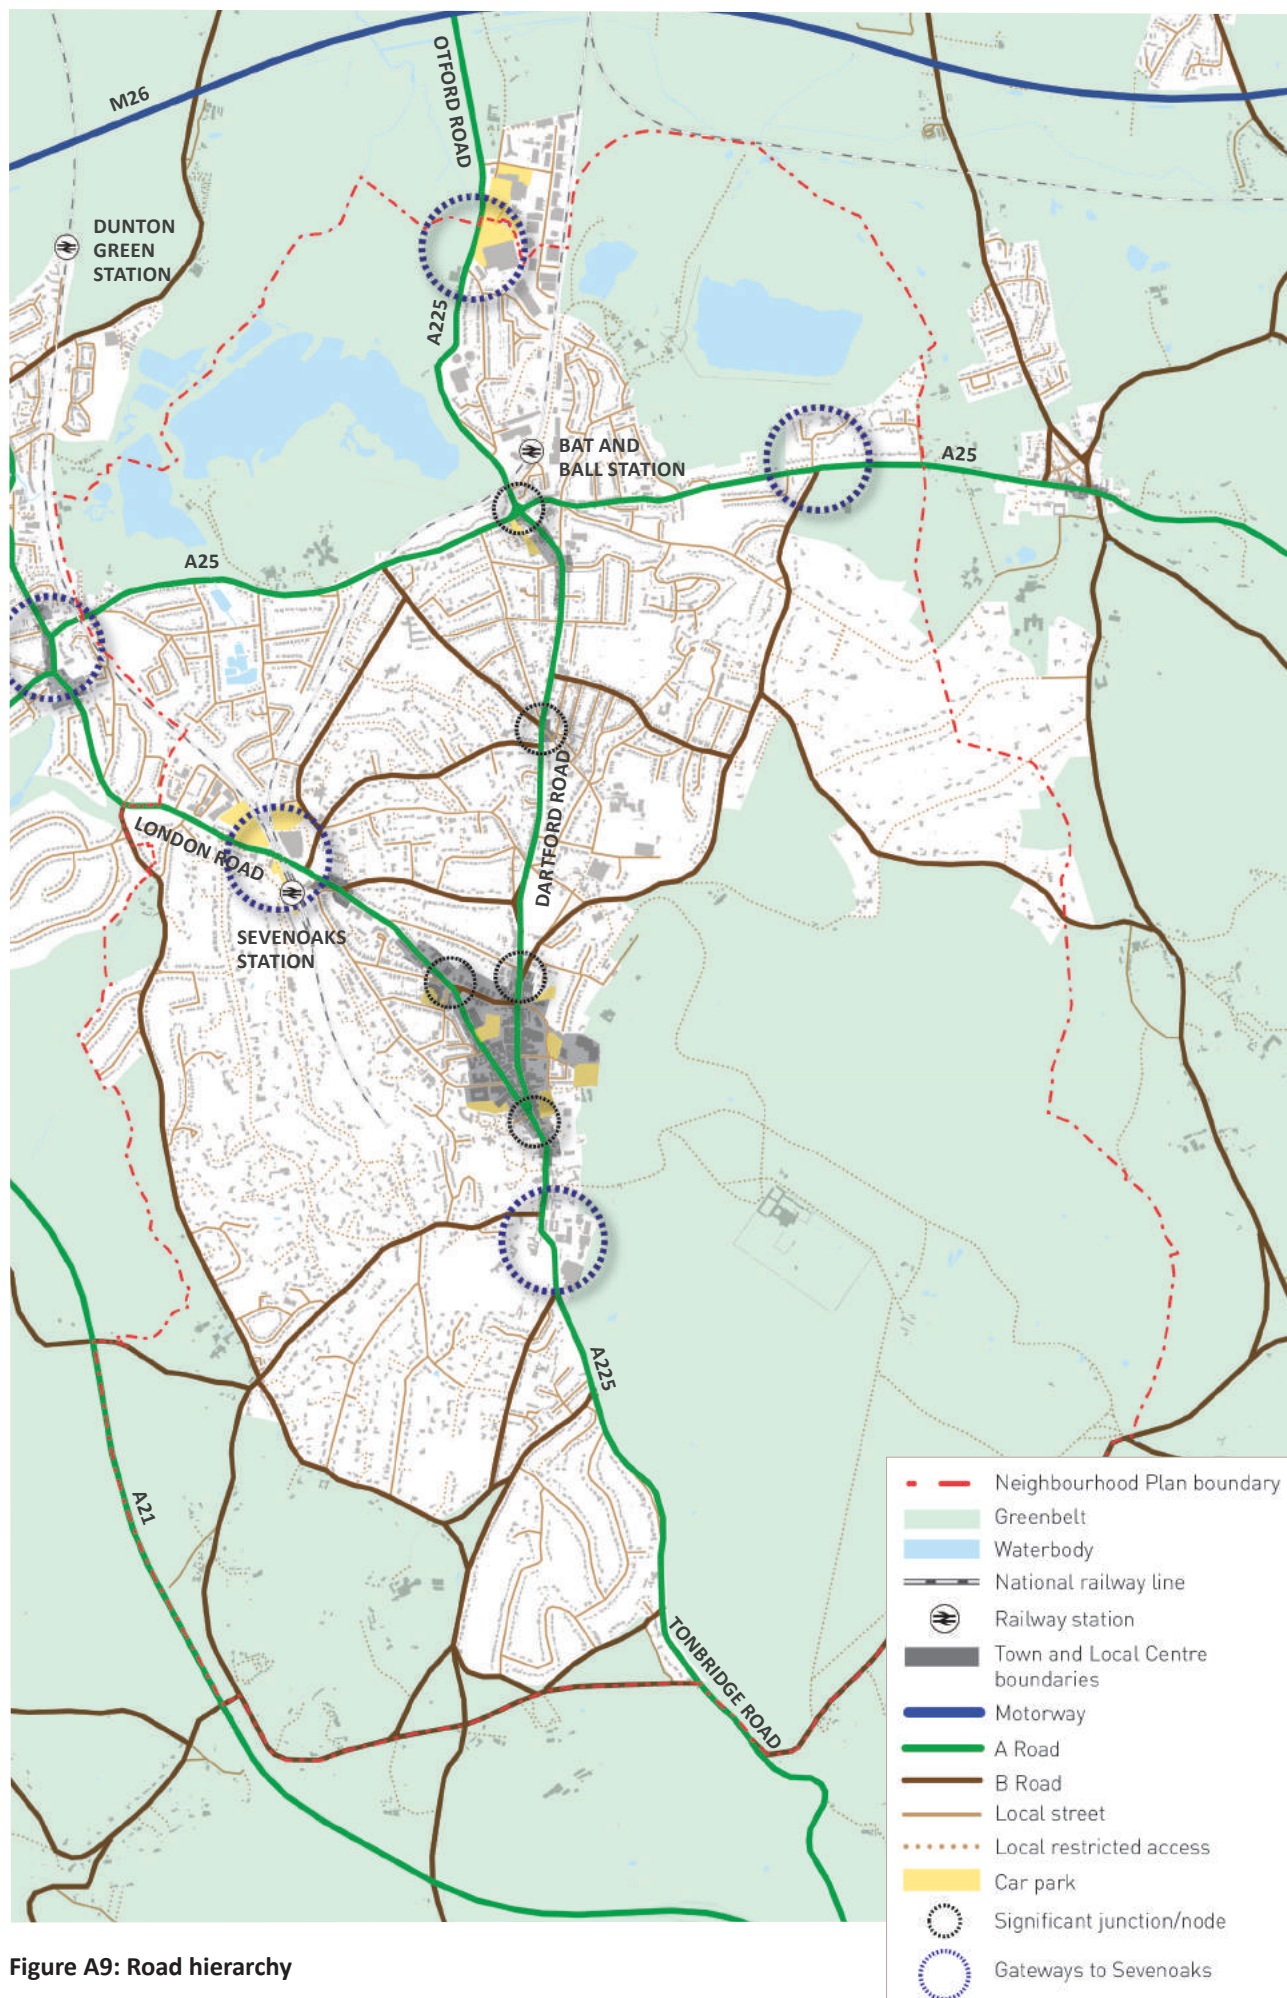 OTFORD ROAD
M26
DUNTON
GREEN
STATION
A225
BAT AND
BALL STATION
A25
A25
DARTFORD ROAD
LONDON ROAD
SEVENOAKS
STATION
A225
A21
TONBRIDGE ROAD
Neighbourhood Plan boundary
Greenbelt
Waterbody
National railway line
Railway station
Town and Local Centre
boundaries
Motorway
A Road
B Road
Local street
Local restricted access
Car park
Significant junction/node
Gateways to Sevenoaks
Figure A9: Road hierarchy